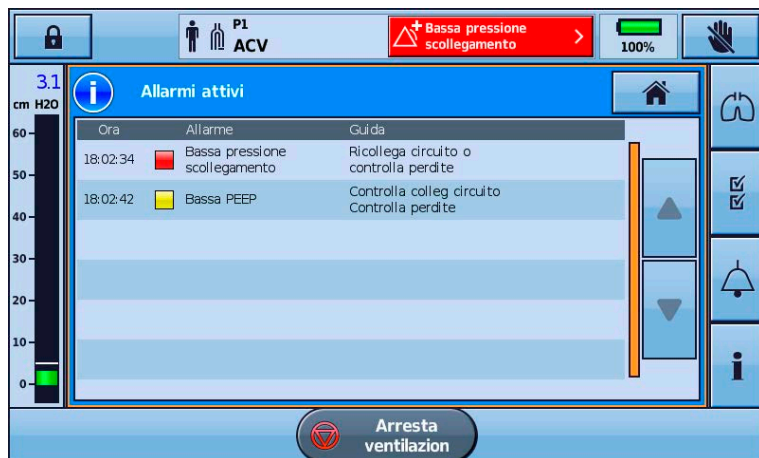 P1
ACV
Bassa pressione
scollegamento
100%
3.1
cm H2O
Allarmi attivi
Ora Allarme Guida
18:02:34 Bassa pressione Ricollega circuito o
scollegamento controlla perdite
18:02:42 Bassa PEEP Controlla colleg circuito
Controlla perdite
60
50
40
30
20
10
0
Arresta
ventilazion